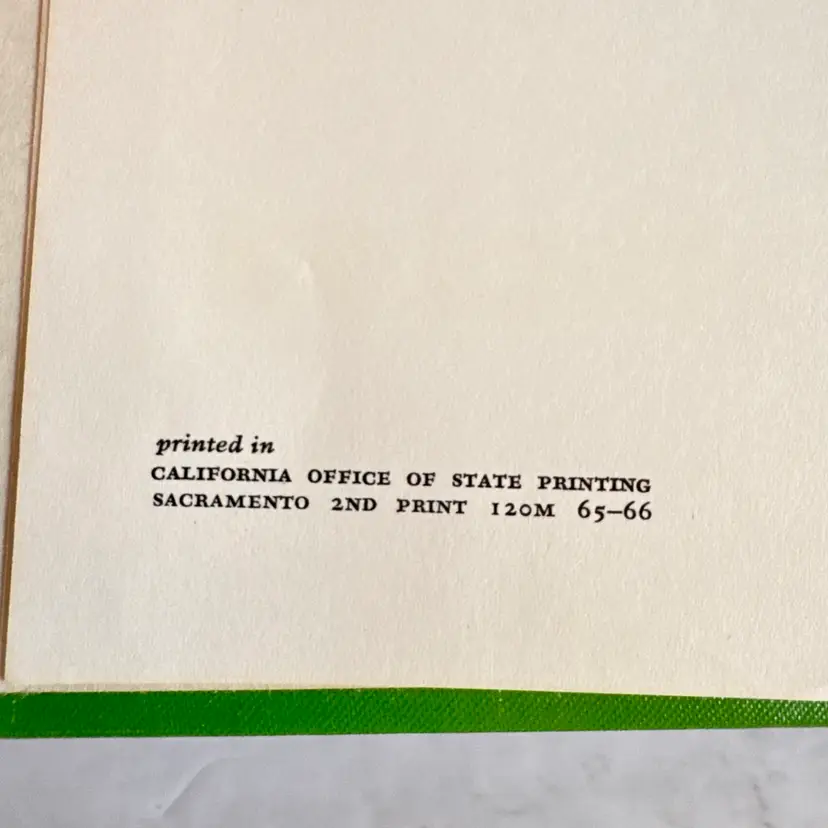 printed in
CALIFORNIA OFFICE OF STATE PRINTING
SACRAMENTO 2ND PRINT 120M 65–66